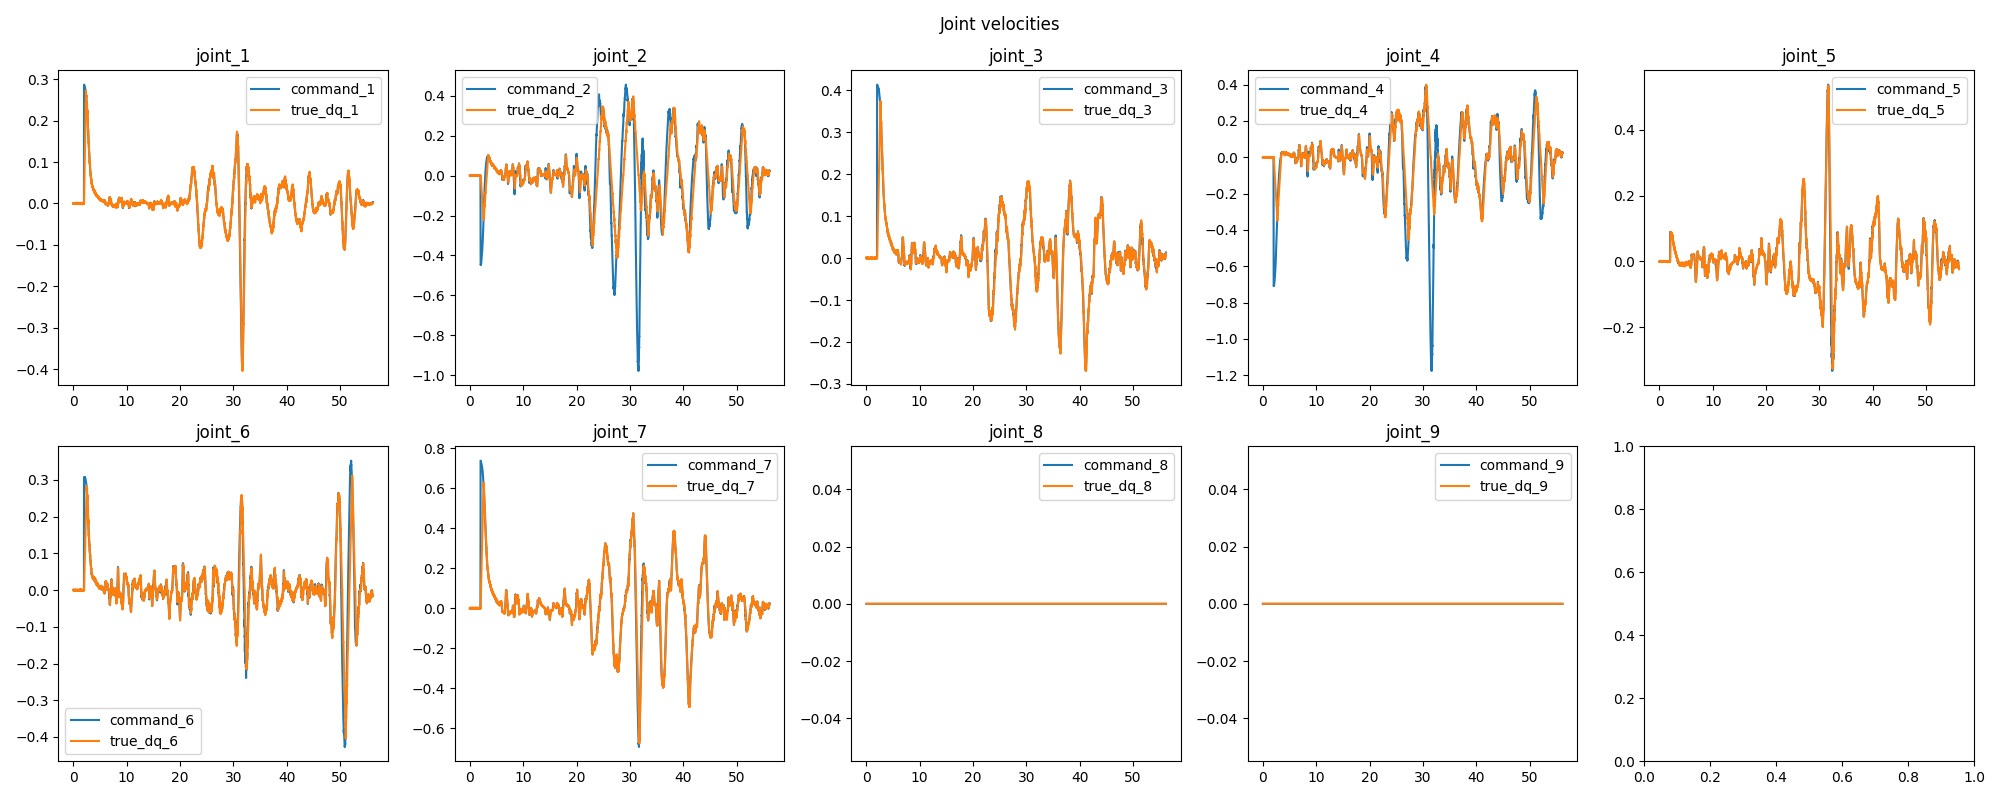 Joint velocities
joint_1
0.3
0.2
0.1
0.0
−0.1
−0.2
−0.3
−0.4
0 10 20 30 40 50
command_1
true_dq_1
joint_2
0.4
0.2
0.0
−0.2
−0.4
−0.6
−0.8
−1.0
0 10 20 30 40 50
command_2
true_dq_2
joint_3
0.4
0.3
0.2
0.1
0.0
−0.1
−0.2
−0.3
0 10 20 30 40 50
command_3
true_dq_3
joint_4
0.4
0.2
0.0
−0.2
−0.4
−0.6
−0.8
−1.0
−1.2
0 10 20 30 40 50
command_4
true_dq_4
joint_5
0.4
0.2
0.0
−0.2
0 10 20 30 40 50
command_5
true_dq_5
joint_6
0.3
0.2
0.1
0.0
−0.1
−0.2
−0.3
−0.4
0 10 20 30 40 50
command_6
true_dq_6
joint_7
0.8
0.6
0.4
0.2
0.0
−0.2
−0.4
−0.6
0 10 20 30 40 50
command_7
true_dq_7
joint_8
0.04
0.02
0.00
−0.02
−0.04
0 10 20 30 40 50
command_8
true_dq_8
joint_9
0.04
0.02
0.00
−0.02
−0.04
0 10 20 30 40 50
command_9
true_dq_9
1.0
0.8
0.6
0.4
0.2
0.0
0.0 0.2 0.4 0.6 0.8 1.0